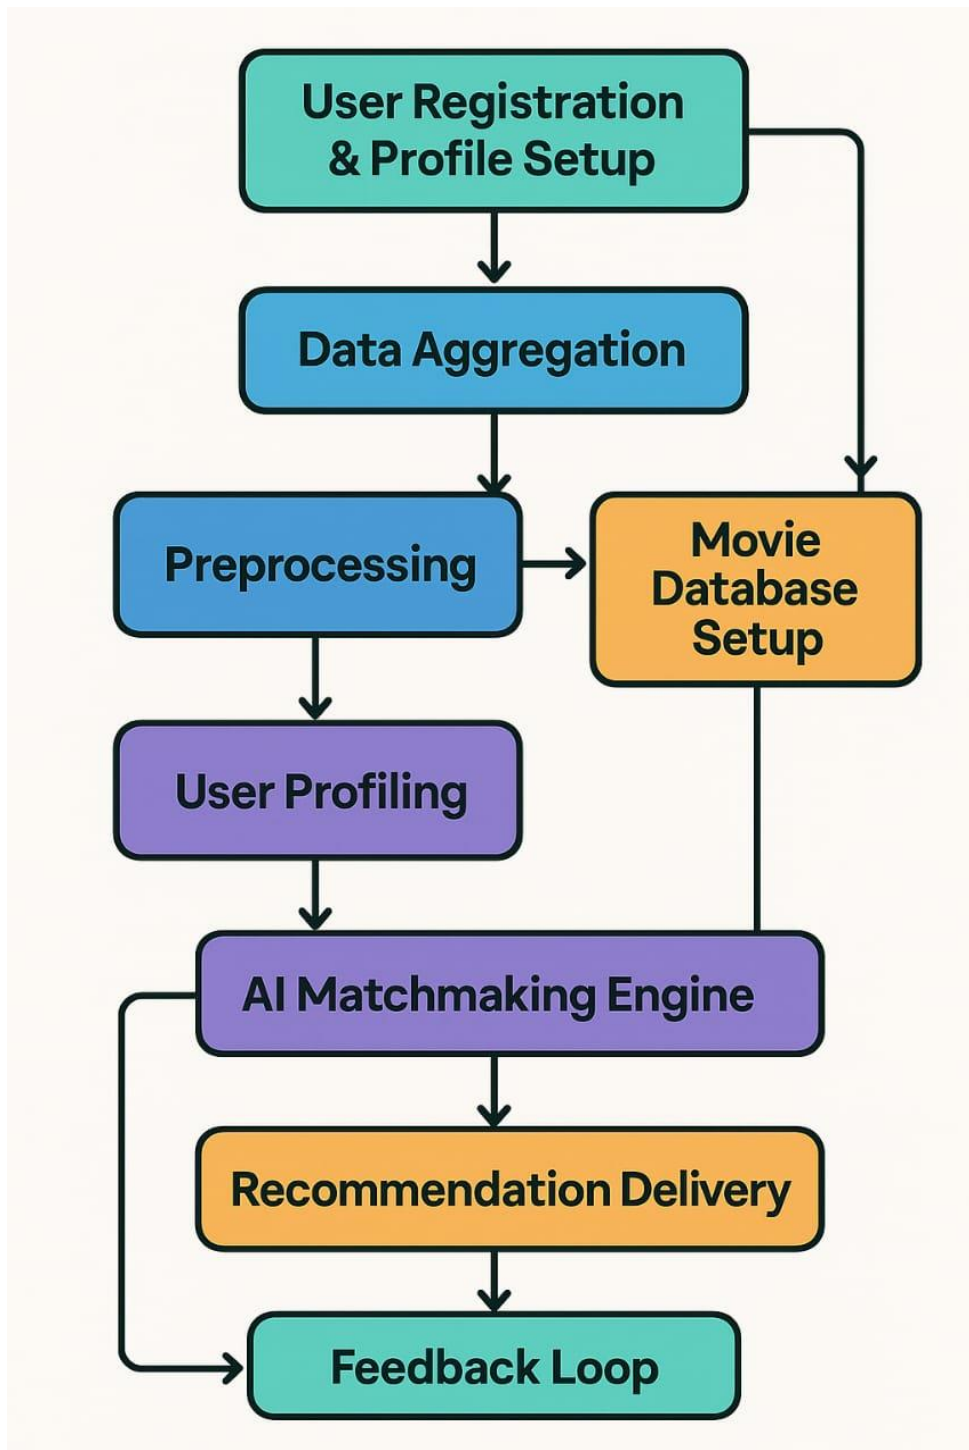 User Registration
& Profile Setup
Data Aggregation
Preprocessing
Movie
Database
Setup
User Profiling
AI Matchmaking Engine
Recommendation Delivery
Feedback Loop